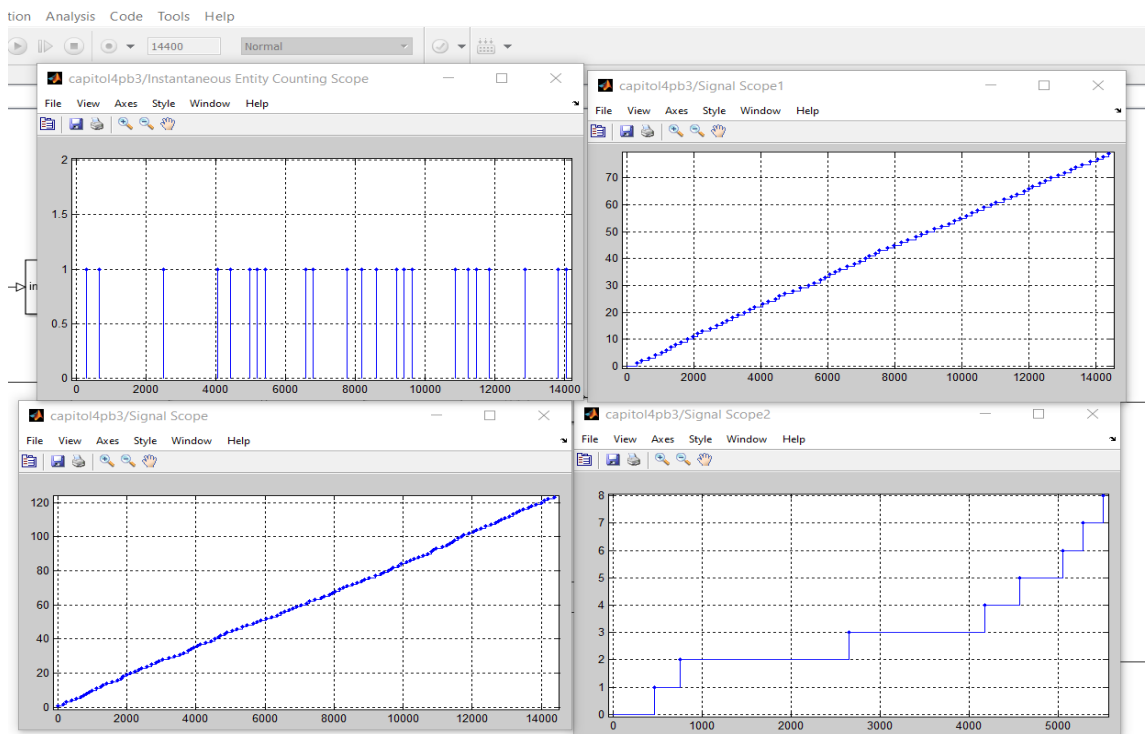 tion Analysis Code Tools Help
14400 Normal
capitol4pb3/Instantaneous Entity Counting Scope
File View Axes Style Window Help
2
1.5
1
0.5
0
0 2000 4000 6000 8000 10000 12000 14000
in
capitol4pb3/Signal Scope1
File View Axes Style Window Help
70
60
50
40
30
20
10
0
0 2000 4000 6000 8000 10000 12000 14000
capitol4pb3/Signal Scope
File View Axes Style Window Help
120
100
80
60
40
20
0
0 2000 4000 6000 8000 10000 12000 14000
capitol4pb3/Signal Scope2
File View Axes Style Window Help
8
7
6
5
4
3
2
1
0
0 1000 2000 3000 4000 5000